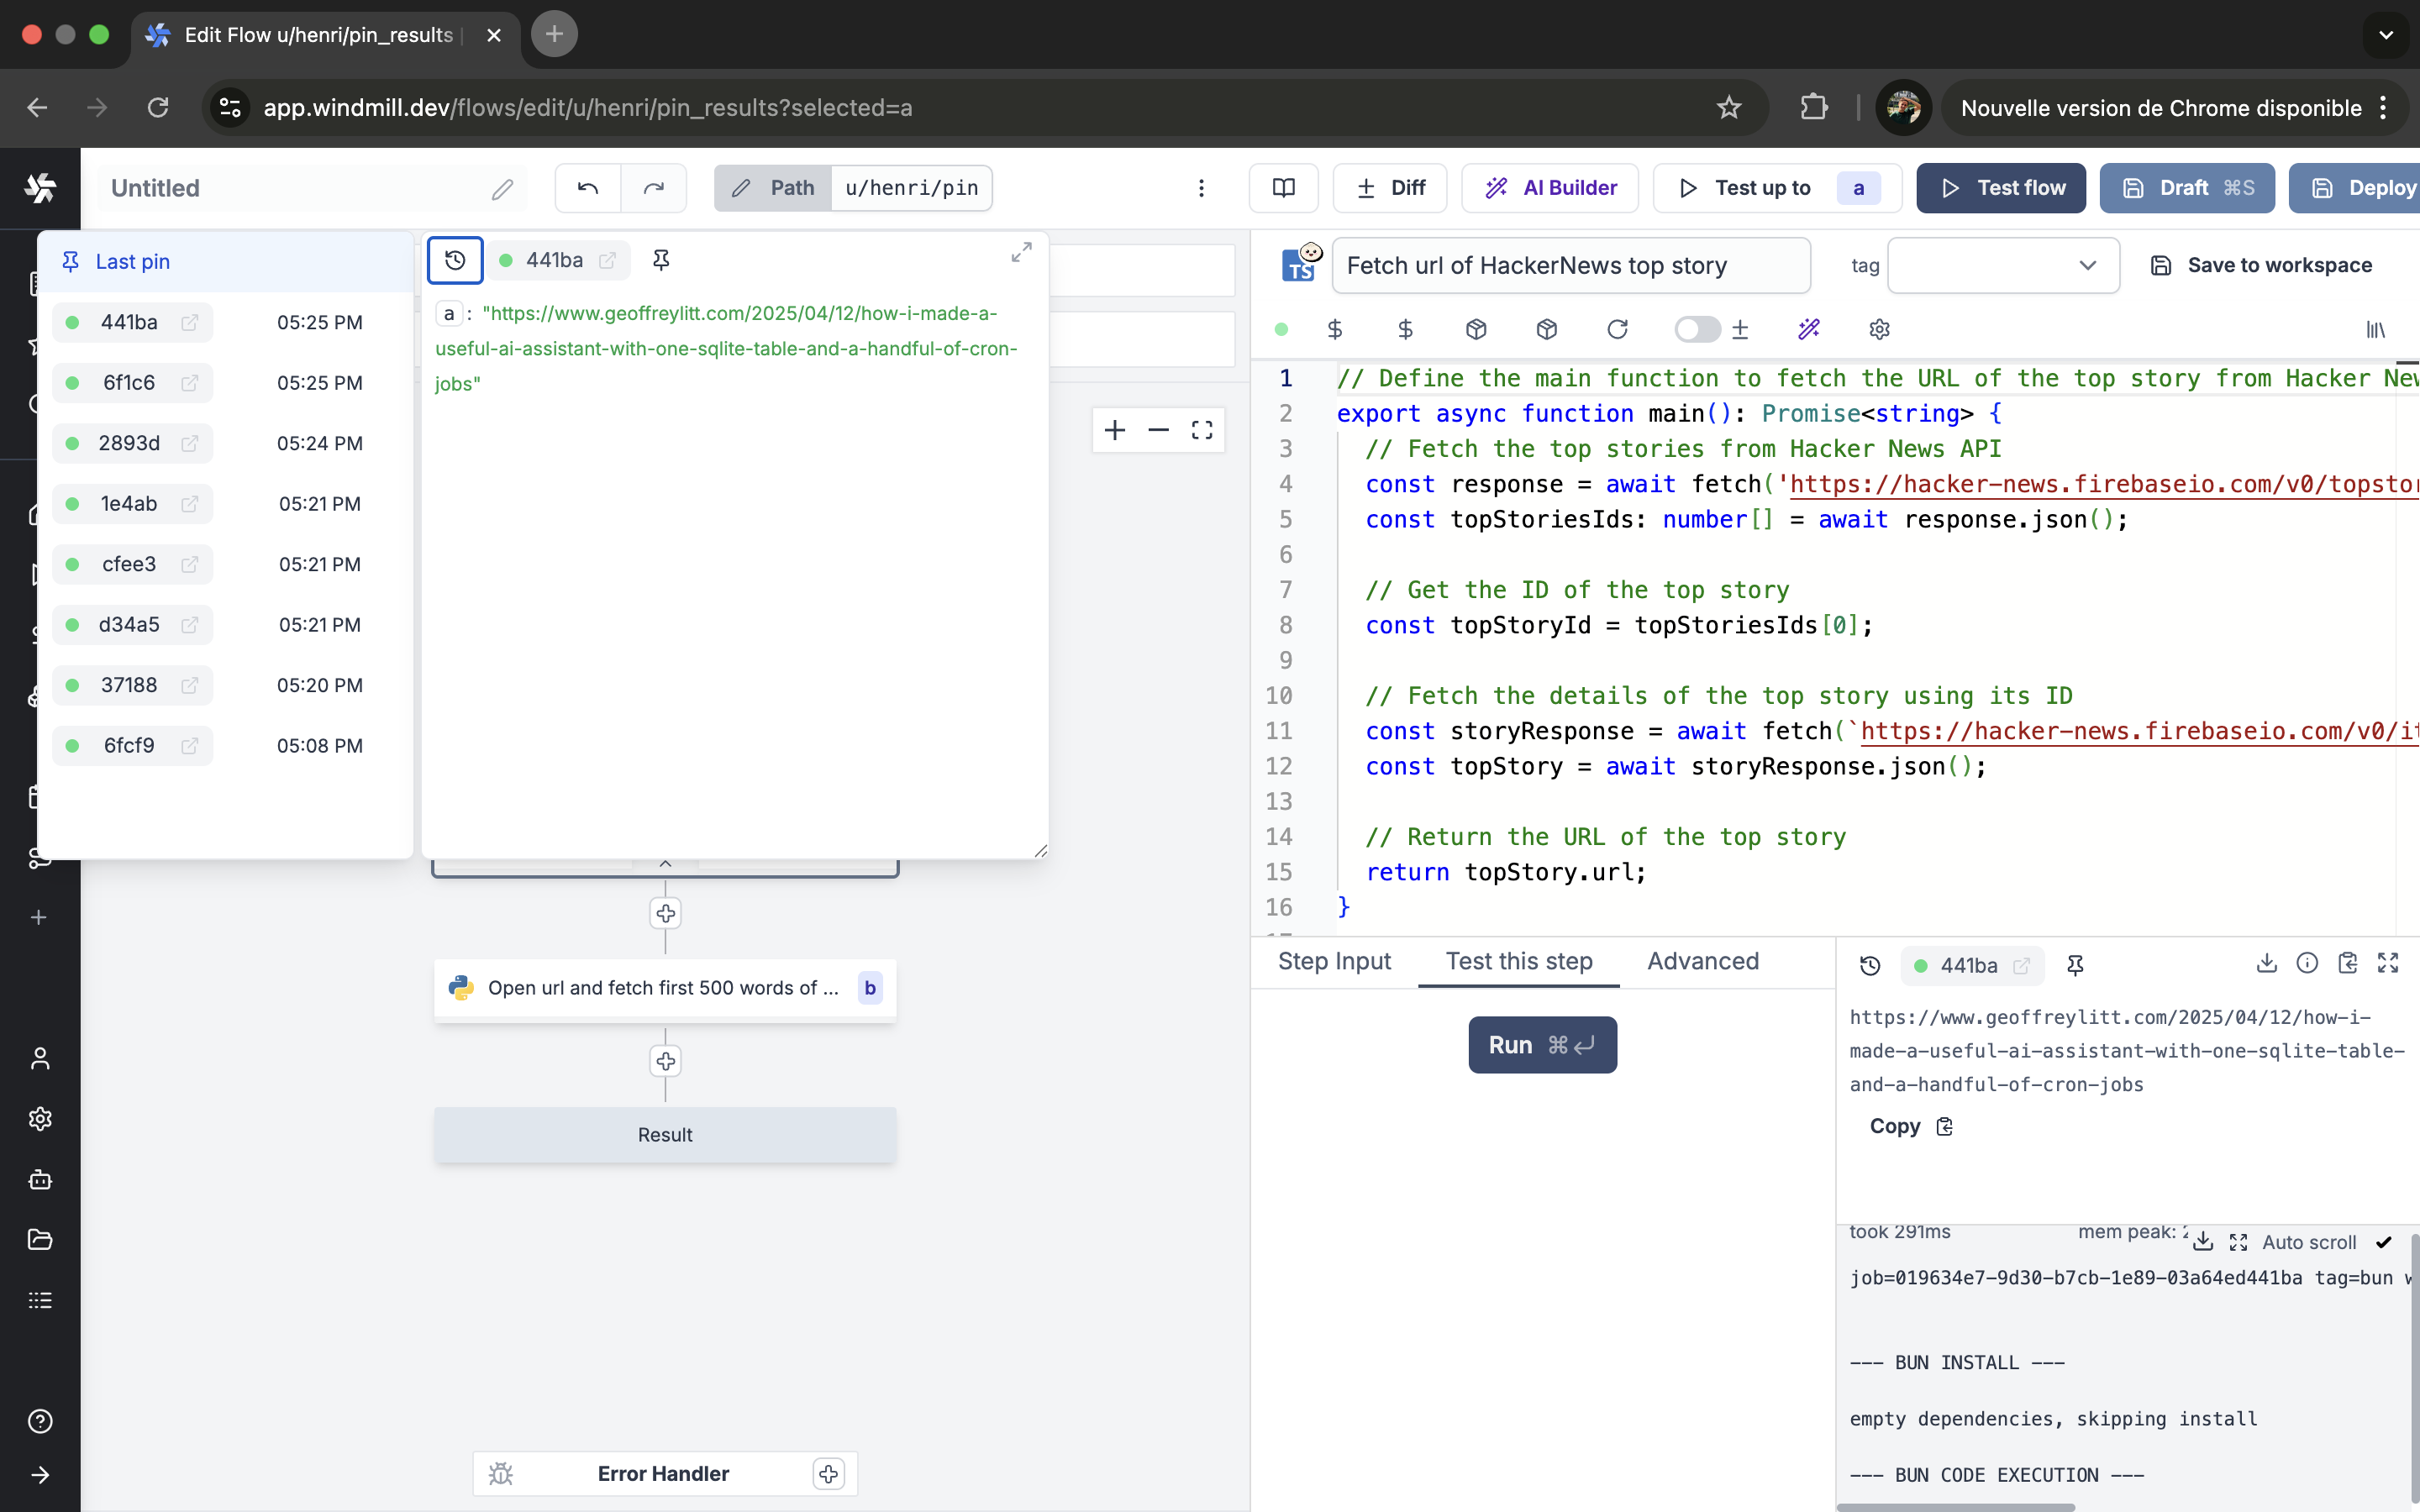 Edit Flow u/henri/pin_results |
app.windmill.dev/flows/edit/u/henri/pin_results?selected=a
Nouvelle version de Chrome disponible
Untitled
Path
u/henri/pin
Diff
AI Builder
Test up to
a
Test flow
Draft ⌘S
Deploy
Last pin
441ba 05:25 PM
6f1c6 05:25 PM
2893d 05:24 PM
1e4ab 05:21 PM
cfee3 05:21 PM
d34a5 05:21 PM
37188 05:20 PM
6fcf9 05:08 PM
441ba
a : "https://www.geoffreylitt.com/2025/04/12/how-i-made-a-
useful-ai-assistant-with-one-sqlite-table-and-a-handful-of-cron-
jobs"
Open url and fetch first 500 words of ...
b
Result
Error Handler
TS
Fetch url of HackerNews top story
tag
Save to workspace
1 // Define the main function to fetch the URL of the top story from Hacker
2 export async function main(): Promise<string> {
3 // Fetch the top stories from Hacker News API
4 const response = await fetch('https://hacker-news.firebaseio.com/v0/topstor
5 const topStoriesIds: number[] = await response.json();
6
7 // Get the ID of the top story
8 const topStoryId = topStoriesIds[0];
9
10 // Fetch the details of the top story using its ID
11 const storyResponse = await fetch(`https://hacker-news.firebaseio.com/v0/it
12 const topStory = await storyResponse.json();
13
14 // Return the URL of the top story
15 return topStory.url;
16 }
Step Input
Test this step
Advanced
Run ⌘
441ba
https://www.geoffreylitt.com/2025/04/12/how-i-
made-a-useful-ai-assistant-with-one-sqlite-table-
and-a-handful-of-cron-jobs
Copy
took 291ms
mem peak:
Auto scroll
job=019634e7-9d30-b7cb-1e89-03a64ed441ba tag=bun
--- BUN INSTALL ---
empty dependencies, skipping install
--- BUN CODE EXECUTION ---